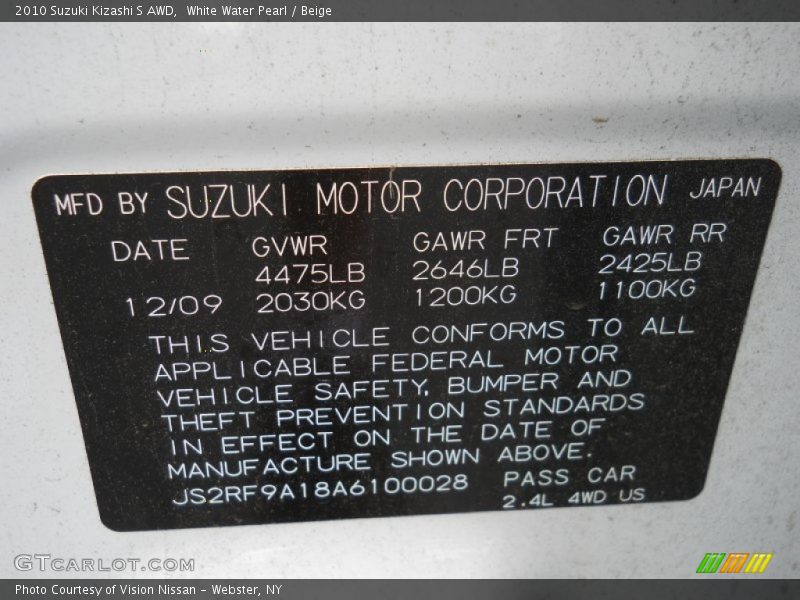 2010 Suzuki Kizashi S AWD, White Water Pearl / Beige
MFD BY SUZUKI MOTOR CORPORATION JAPAN
DATE GVWR GAWR FRT GAWR RR
4475LB 2646LB 2425LB
12/09 2030KG 1200KG 1100KG
THIS VEHICLE CONFORMS TO ALL
APPLICABLE FEDERAL MOTOR
VEHICLE SAFETY, BUMPER AND
THEFT PREVENTION STANDARDS
IN EFFECT ON THE DATE OF
MANUFACTURE SHOWN ABOVE.
JS2RF9A18A6100028 PASS CAR
2.4L 4WD US
GTCARLOT.COM
Photo Courtesy of Vision Nissan - Webster, NY